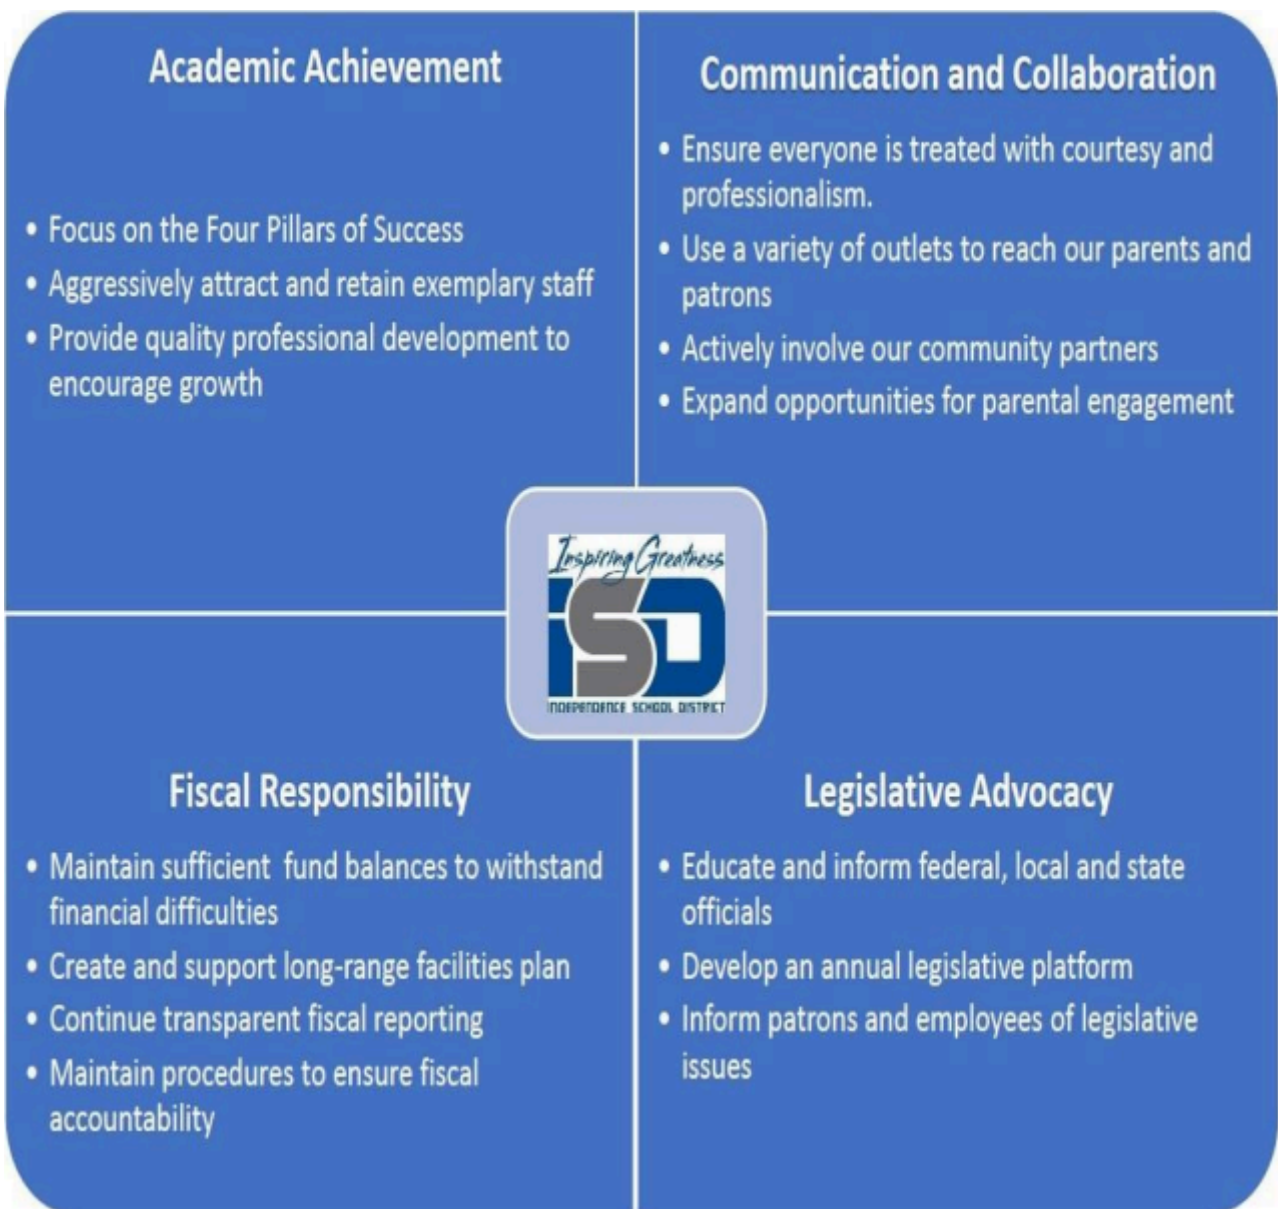 Academic Achievement
• Focus on the Four Pillars of Success
• Aggressively attract and retain exemplary staff
• Provide quality professional development to
encourage growth
Communication and Collaboration
• Ensure everyone is treated with courtesy and
professionalism.
• Use a variety of outlets to reach our parents and
patrons
• Actively involve our community partners
• Expand opportunities for parental engagement
Inspiring Greatness
ISD
INDEPENDENCE SCHOOL DISTRICT
Fiscal Responsibility
• Maintain sufficient fund balances to withstand
financial difficulties
• Create and support long-range facilities plan
• Continue transparent fiscal reporting
• Maintain procedures to ensure fiscal
accountability
Legislative Advocacy
• Educate and inform federal, local and state
officials
• Develop an annual legislative platform
• Inform patrons and employees of legislative
issues